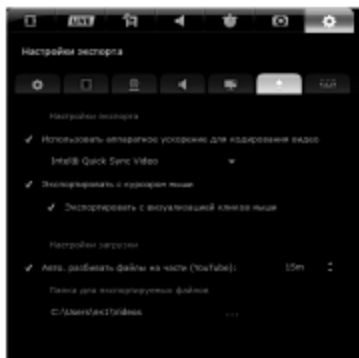 LIVE
Настройки экспорта
Настройки экспорта
Использовать аппаратное ускорение для кодирования видео
Intel® Quick Sync Video
Экспортировать с курсором мыши
Экспортировать с визуализацией кликов мыши
Настройки загрузки
Авто. разбивать файлы на части (YouTube): 15m
Папка для экспортируемых файлов
...